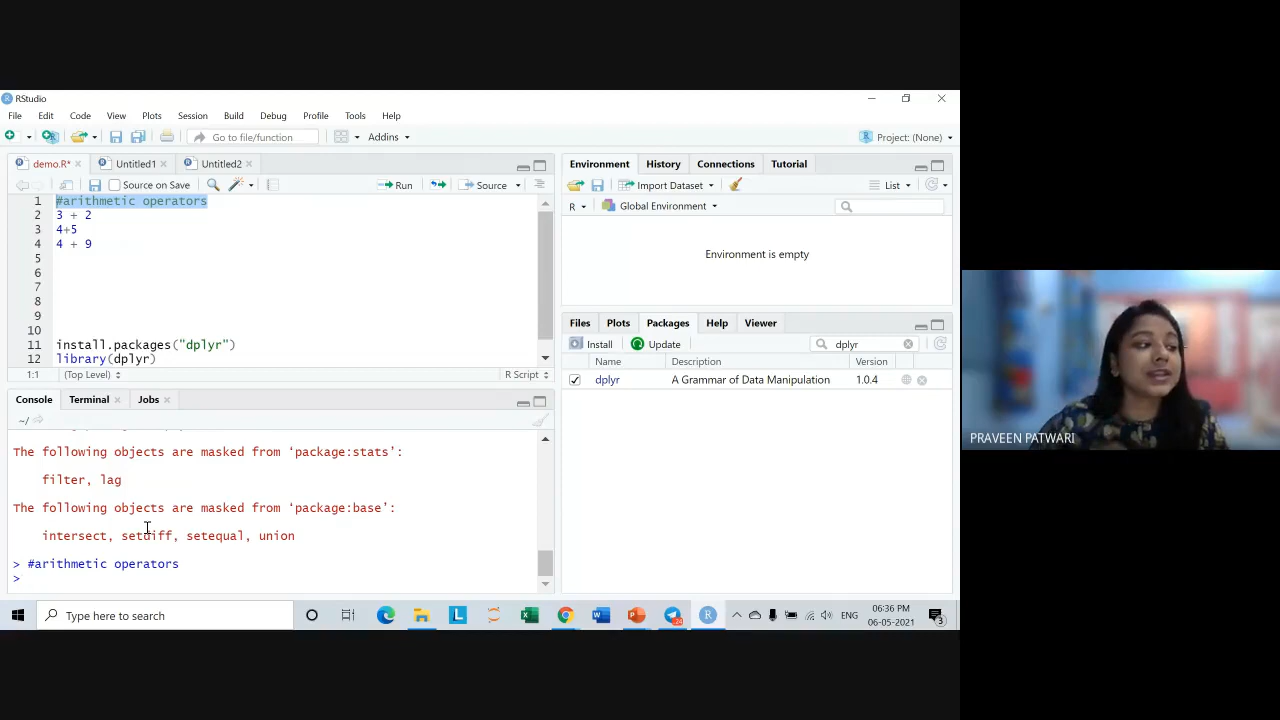 RStudio
File Edit Code View Plots Session Build Debug Profile Tools Help
Go to file/function Addins Project: (None)
demo.R* Untitled1 Untitled2
Source on Save Run Source
1 #arithmetic operators
2 3 + 2
3 4+5
4 4 + 9
5
6
7
8
9
10
11 install.packages("dplyr")
12 library(dplyr)
1:1 (Top Level) R Script
Console Terminal Jobs
~/
The following objects are masked from ‘package:stats’:
filter, lag
The following objects are masked from ‘package:base’:
intersect, setdiff, setequal, union
> #arithmetic operators
>
Environment History Connections Tutorial
Import Dataset List
R Global Environment
Environment is empty
Files Plots Packages Help Viewer
Install Update dplyr
Name Description Version
dplyr A Grammar of Data Manipulation 1.0.4
PRAVEEN PATWARI
Type here to search
L X W P 24 R ENG
06:36 PM
06-05-2021
3